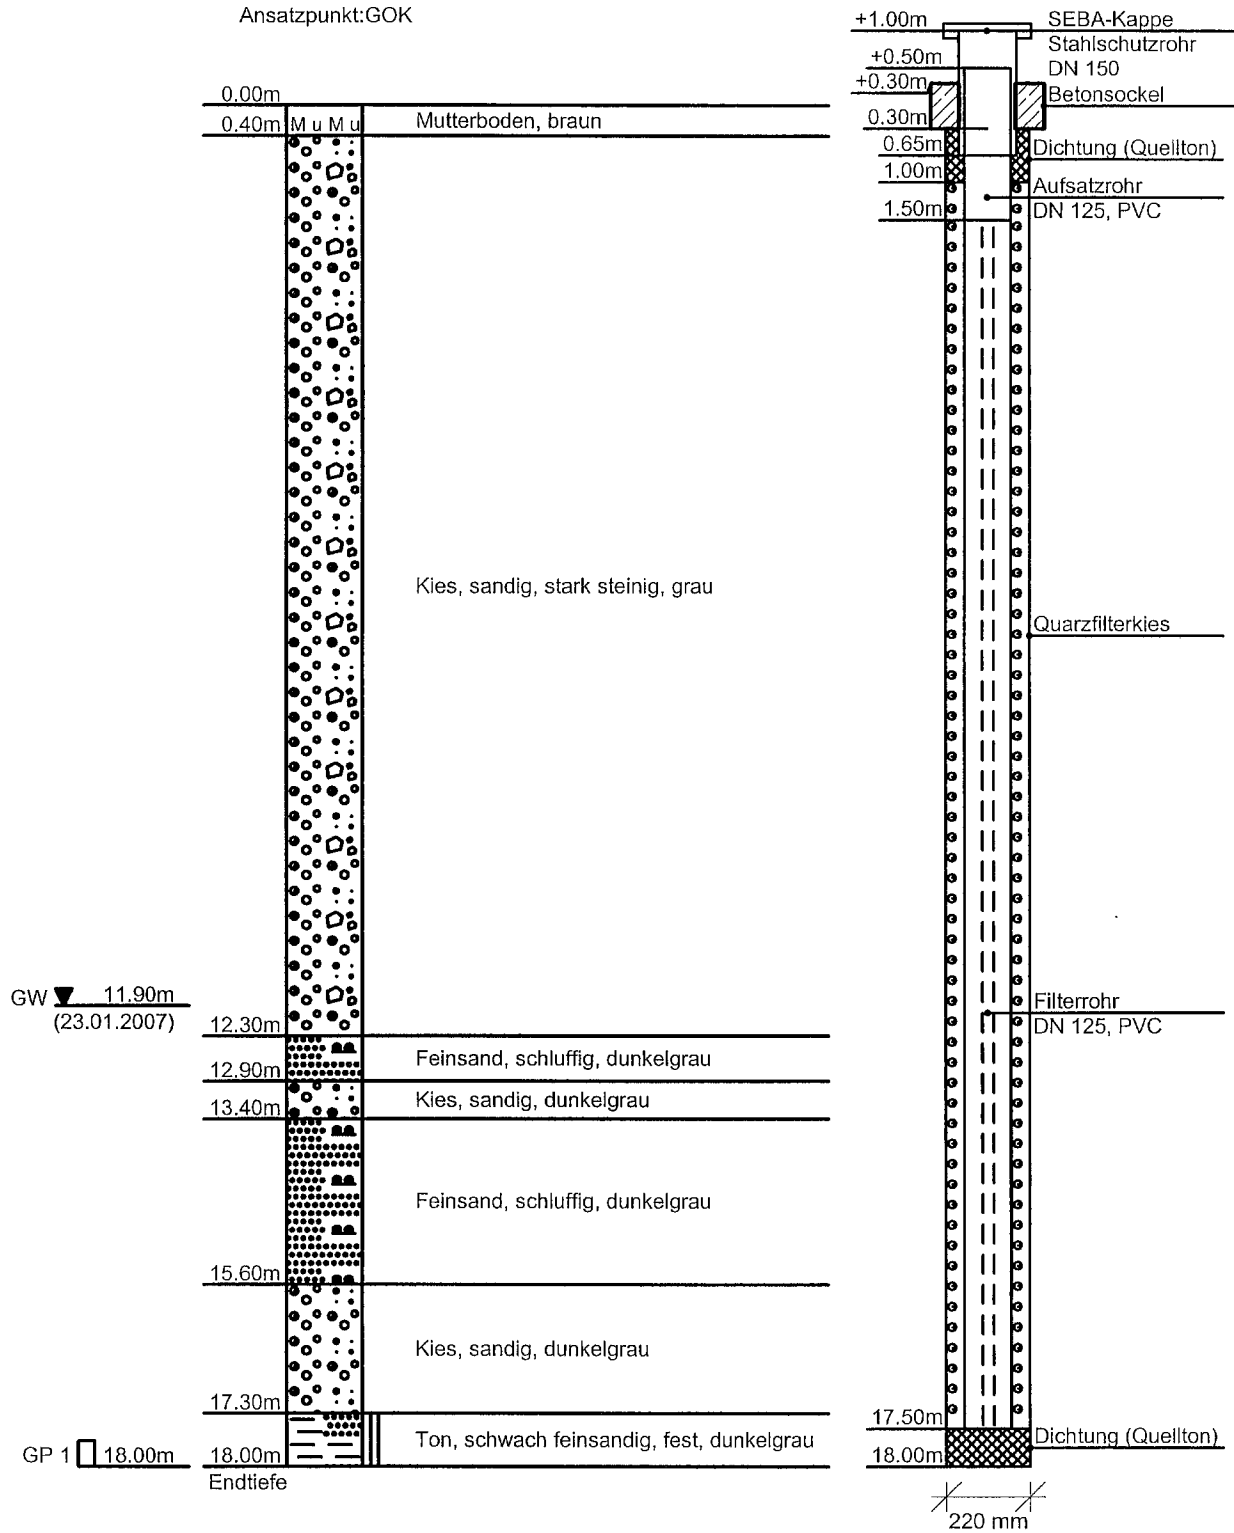 Ansatzpunkt:GOK
0.00m
0.40m
M u M u
Mutterboden, braun
Kies, sandig, stark steinig, grau
GW 11.90m
(23.01.2007)
12.30m
Feinsand, schluffig, dunkelgrau
12.90m
Kies, sandig, dunkelgrau
13.40m
Feinsand, schluffig, dunkelgrau
15.60m
Kies, sandig, dunkelgrau
17.30m
Ton, schwach feinsandig, fest, dunkelgrau
GP 1 18.00m
18.00m
Endtiefe
+1.00m
SEBA-Kappe
Stahlschutzrohr
DN 150
+0.50m
+0.30m
Betonsockel
0.30m
0.65m
Dichtung (Quellton)
1.00m
Aufsatzrohr
DN 125, PVC
1.50m
Quarzfilterkies
Filterrohr
DN 125, PVC
17.50m
Dichtung (Quellton)
18.00m
220 mm